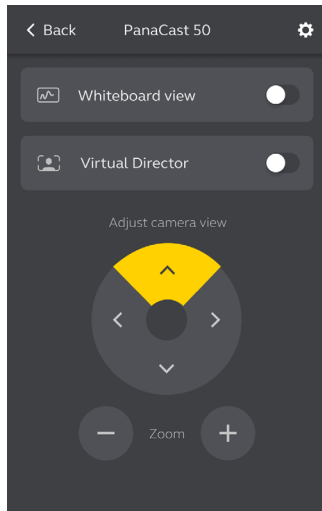 Back PanaCast 50
Whiteboard view
Virtual Director
Adjust camera view
Zoom